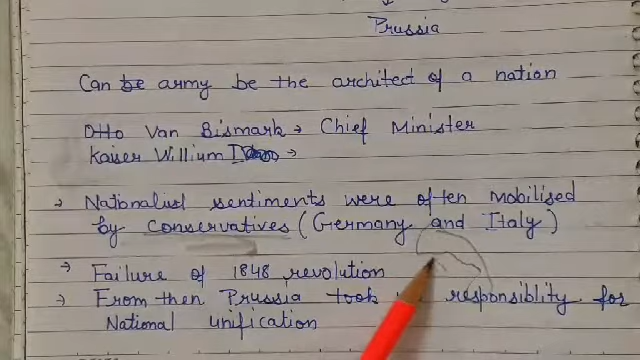 Prussia
Can be army be the architect of a nation
Otto Van Bismark → Chief Minister
Kaiser William I →
→ Nationalist sentiments were often mobilised
by conservatives (Germany and Italy)
→ Failure of 1848 revolution
→ From then Prussia took responsiblity for
National unification